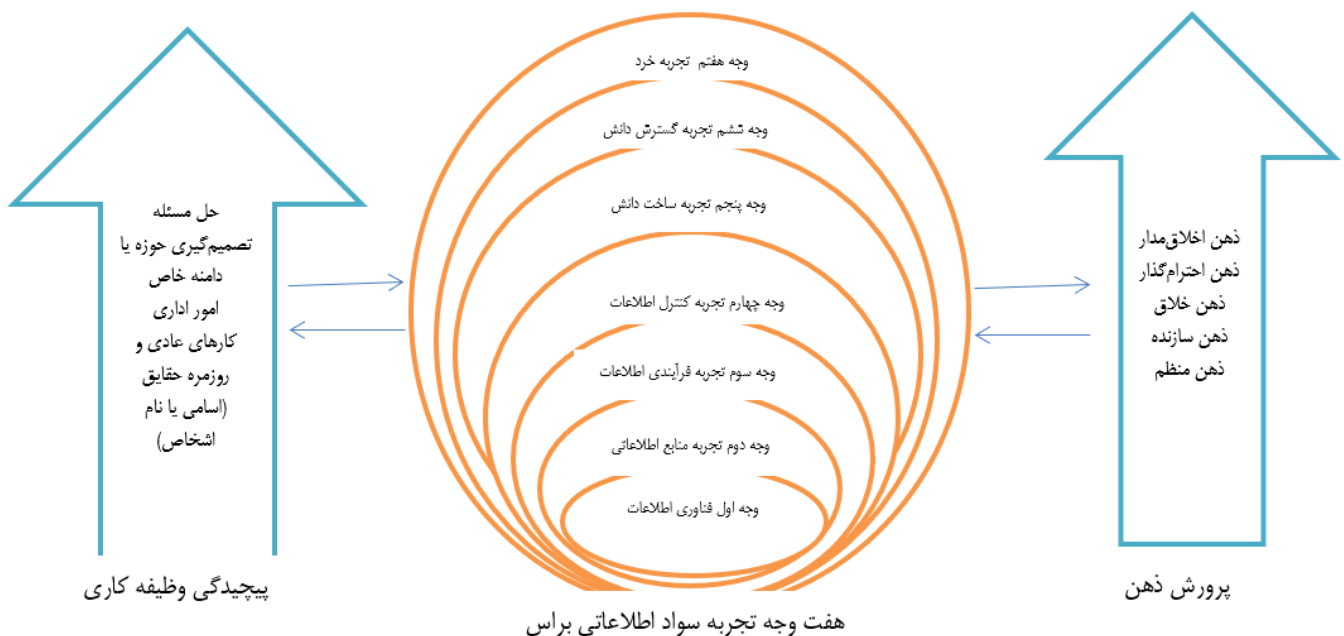 وجه هفتم تجربه خرد
وجه ششم تجربه گسترش دانش
وجه پنجم تجربه ساخت دانش
وجه چهارم تجربه کنترل اطلاعات
وجه سوم تجربه فرآیندی اطلاعات
وجه دوم تجربه منابع اطلاعاتی
وجه اول فناوری اطلاعات
ذهن اخلاق‌مدار
ذهن احترام‌گذار
ذهن خلاق
ذهن سازنده
ذهن منظم
پرورش ذهن
حل مسئله
تصمیم‌گیری حوزه یا
دامنه خاص
امور اداری
کارهای عادی و
روزمره حقایق
(اسامی یا نام
اشخاص)
پیچیدگی وظیفه کاری
هفت وجه تجربه سواد اطلاعاتی براس